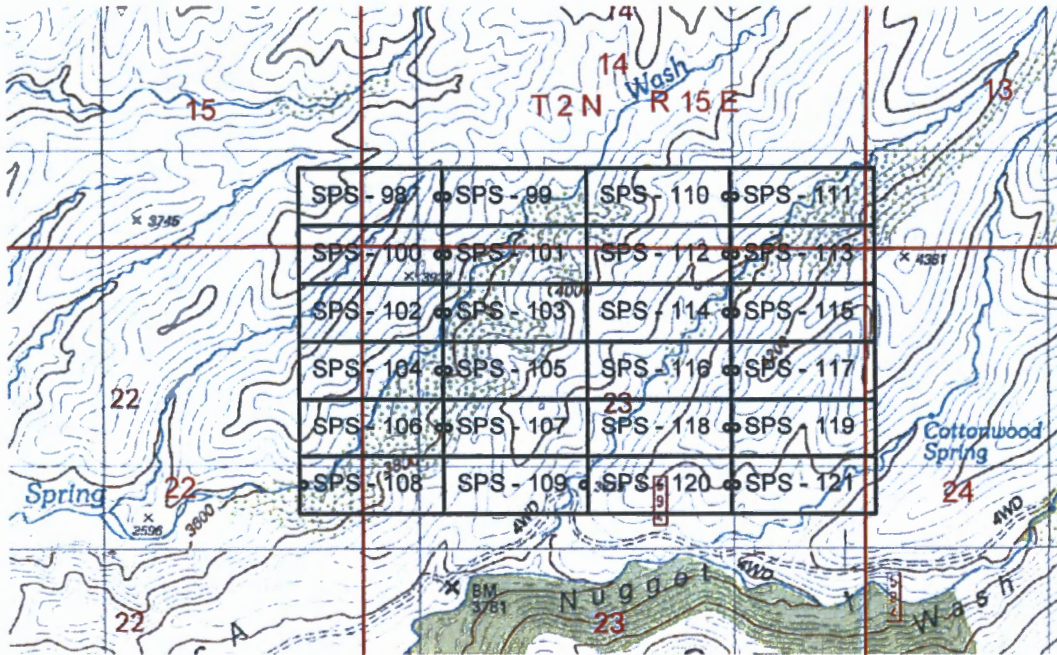 14
14
Wash
15
T 2 N R 15 E
13
SPS - 98 SPS - 99 SPS - 110 SPS - 111
× 3745
SPS - 100 SPS - 101 SPS - 112 SPS - 113
× 4381
4000
SPS - 102 SPS - 103 SPS - 114 SPS - 115
SPS - 104 SPS - 105 SPS - 116 SPS - 117
22
23
SPS - 106 SPS - 107 SPS - 118 SPS - 119
Cottonwood
Spring
3800
SPS - 108 SPS - 109 SPS - 120 SPS - 121
Spring
22
24
3600
× 2596
4WD
4WD
4WD
BM
3781
Nugget
Wash
22
23
A